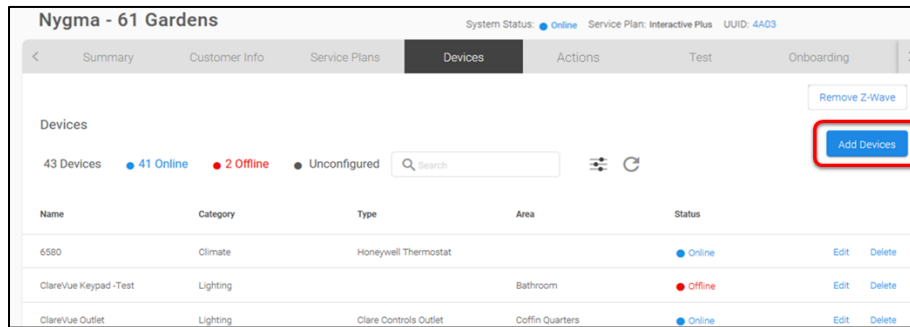 Nygma - 61 Gardens
System Status: Online Service Plan: Interactive Plus UUID: 4A03
Summary Customer Info Service Plans Devices Actions Test Onboarding
Remove Z-Wave
Devices
Add Devices
43 Devices 41 Online 2 Offline Unconfigured Search
Name Category Type Area Status
6580 Climate Honeywell Thermostat Online Edit Delete
ClareVue Keypad -Test Lighting Bathroom Offline Edit Delete
ClareVue Outlet Lighting Clare Controls Outlet Coffin Quarters Online Edit Delete